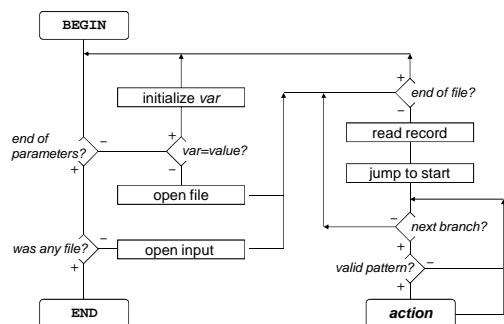 BEGIN
+
initialize var
+
end of file?
−
end of
parameters?
−
+
+
var=value?
−
read record
jump to start
open file
−
next branch?
+
was any file?
−
+
open input
valid pattern?
−
+
END
action